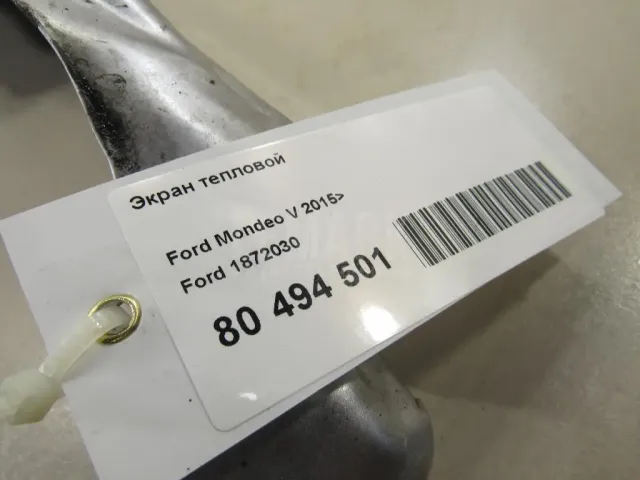 Экран тепловой
Ford Mondeo V 2015>
Ford 1872030
80 494 501